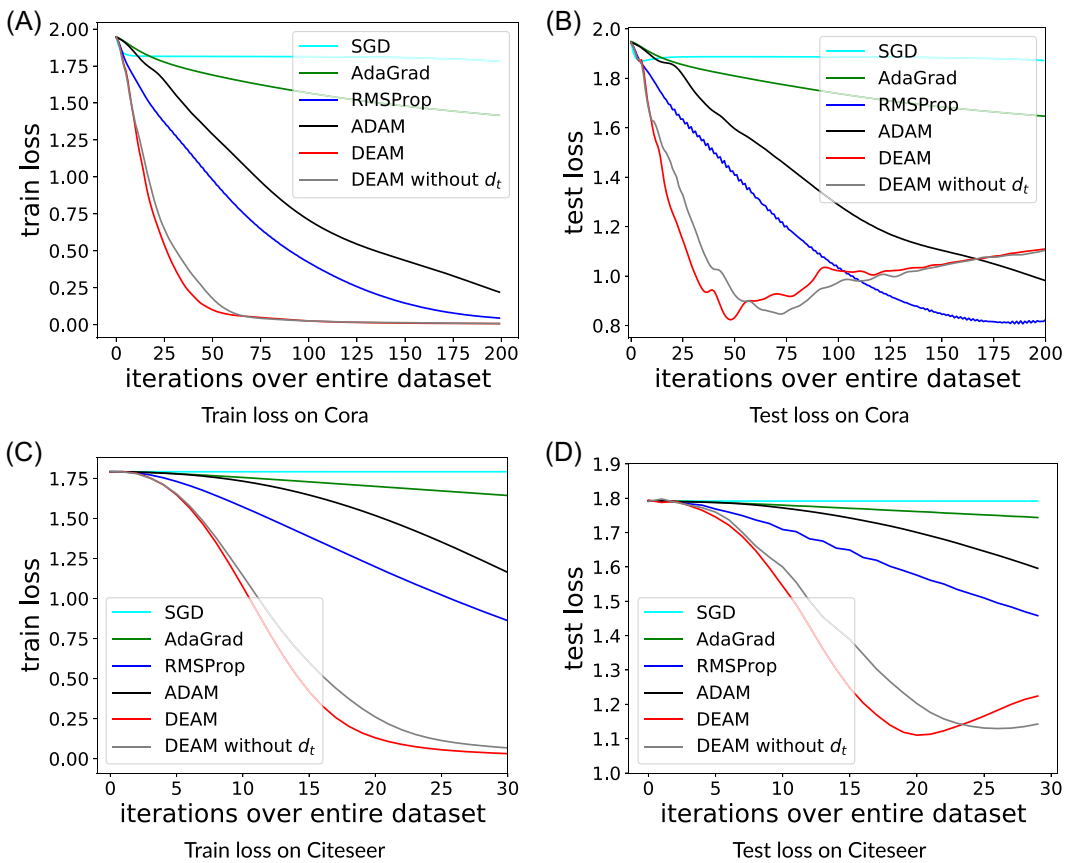 (A)
2.00
1.75
1.50
1.25
1.00
0.75
0.50
0.25
0.00
train loss
SGD
AdaGrad
RMSProp
ADAM
DEAM
DEAM without dₜ
0 25 50 75 100 125 150 175 200
iterations over entire dataset
Train loss on Cora
(B)
2.0
1.8
1.6
1.4
1.2
1.0
0.8
test loss
SGD
AdaGrad
RMSProp
ADAM
DEAM
DEAM without dₜ
0 25 50 75 100 125 150 175 200
iterations over entire dataset
Test loss on Cora
(C)
1.75
1.50
1.25
1.00
0.75
0.50
0.25
0.00
train loss
SGD
AdaGrad
RMSProp
ADAM
DEAM
DEAM without dₜ
0 5 10 15 20 25 30
iterations over entire dataset
Train loss on Citeseer
(D)
1.9
1.8
1.7
1.6
1.5
1.4
1.3
1.2
1.1
1.0
test loss
SGD
AdaGrad
RMSProp
ADAM
DEAM
DEAM without dₜ
0 5 10 15 20 25 30
iterations over entire dataset
Test loss on Citeseer